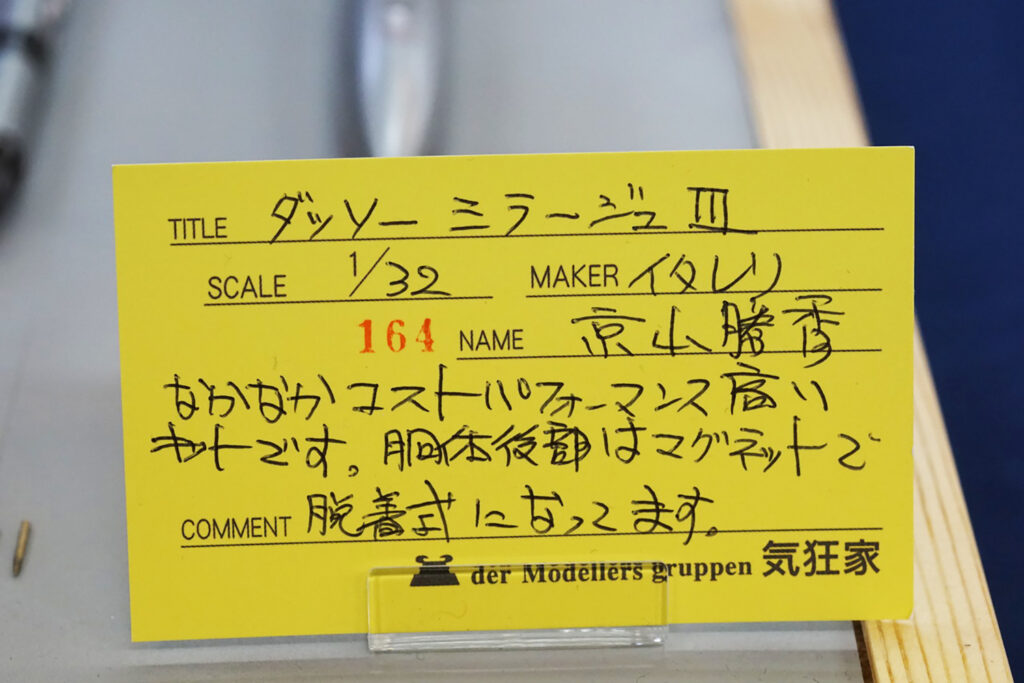 TITLE ダッソー ミラージュ III
SCALE 1/32 MAKER イタレリ
164 NAME 京山勝香
なかなかコストパフォーマンス高い
キットです。胴体後部はマグネットで
COMMENT 脱着式になってます。
der Modellers gruppen 気狂家